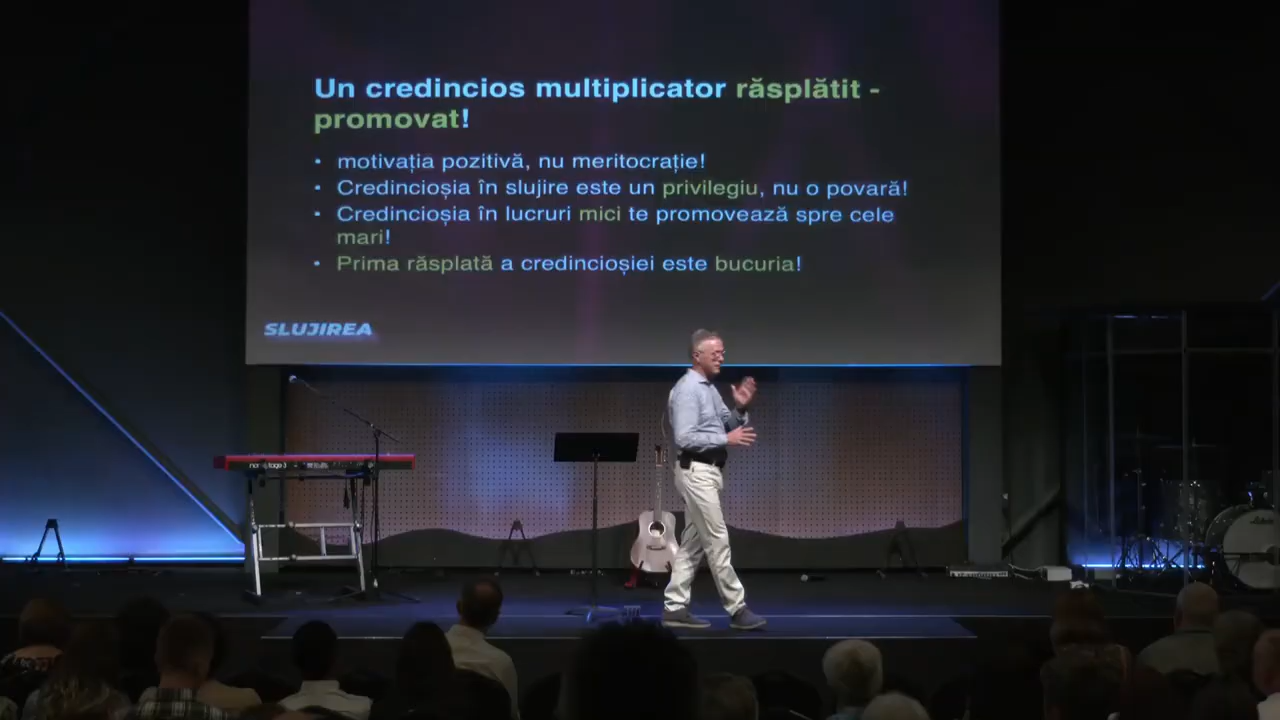 Un credincios multiplicator răsplătit -
promovat!
• motivația pozitivă, nu meritocrație!
• Credincioșia în slujire este un privilegiu, nu o povară!
• Credincioșia în lucruri mici te promovează spre cele
mari!
• Prima răsplată a credincioșiei este bucuria!
SLUJIREA